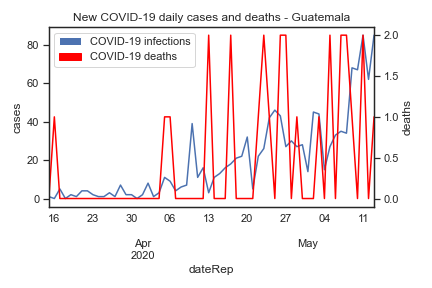 New COVID-19 daily cases and deaths - Guatemala
COVID-19 infections
COVID-19 deaths
80
60
40
20
0
cases
2.0
1.5
1.0
0.5
0.0
deaths
16 23 30 06 13 20 27 04 11
Apr May
2020
dateRep